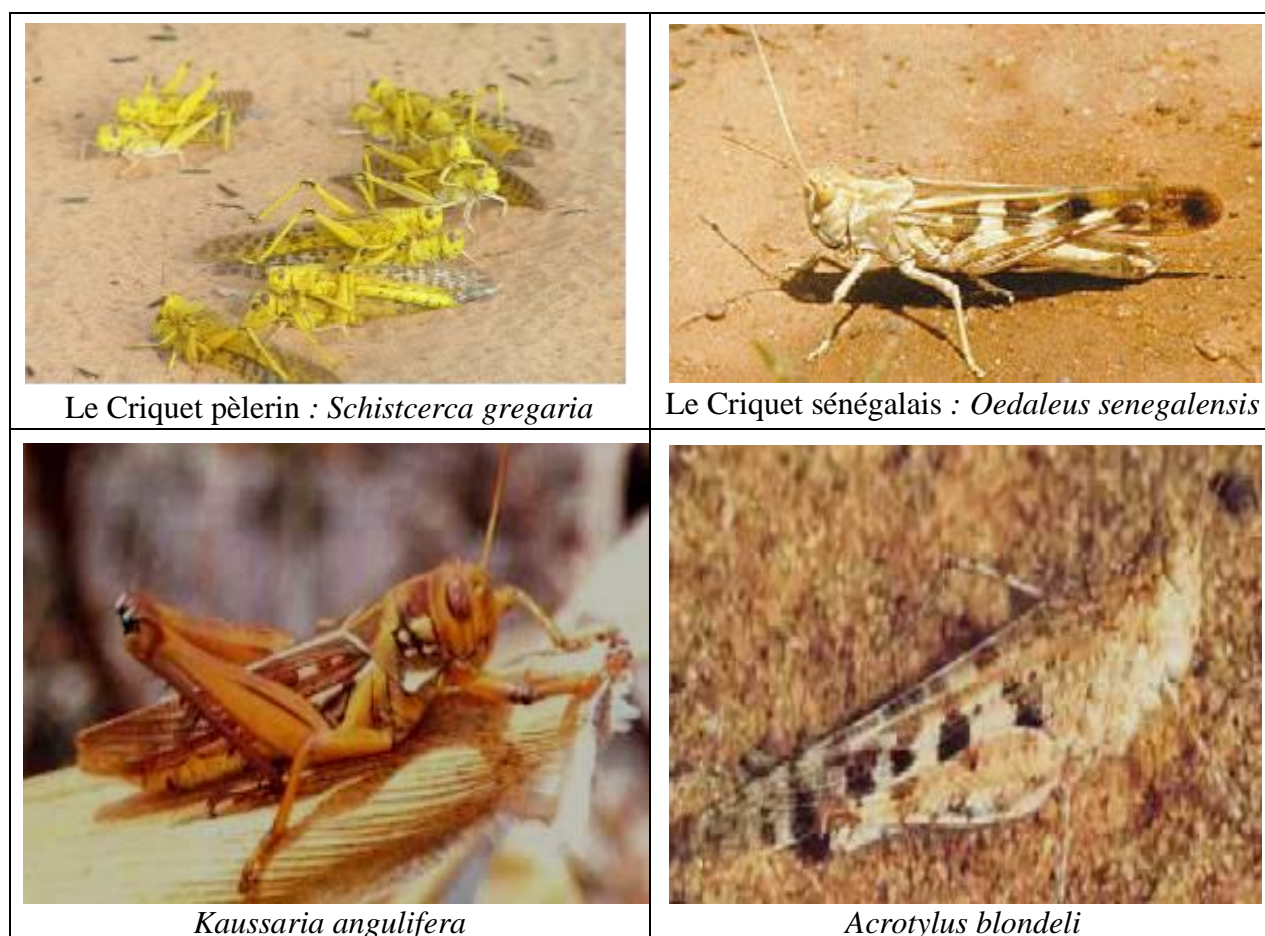 Le Criquet pèlerin : Schistcerca gregaria
Le Criquet sénégalais : Oedaleus senegalensis
Kaussaria angulifera
Acrotylus blondeli